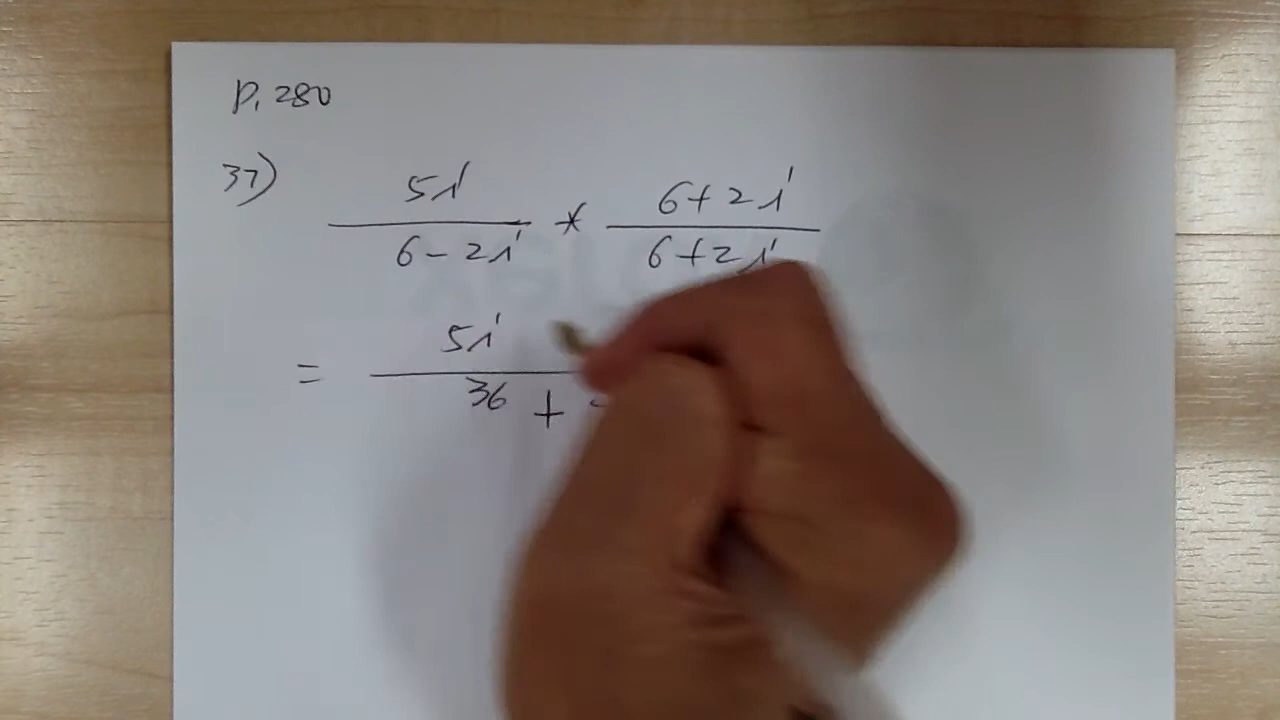 p. 280
37)
5i / 6-2i * 6+2i / 6+2i
= 5i / 36 +